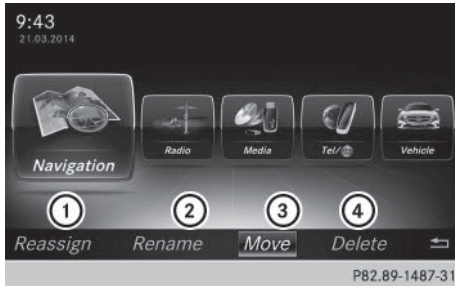 9:43
21.03.2014
Navigation
Radio
Media
Tel/
Vehicle
1 2 3 4
Reassign Rename Move Delete
P82.89-1487-31